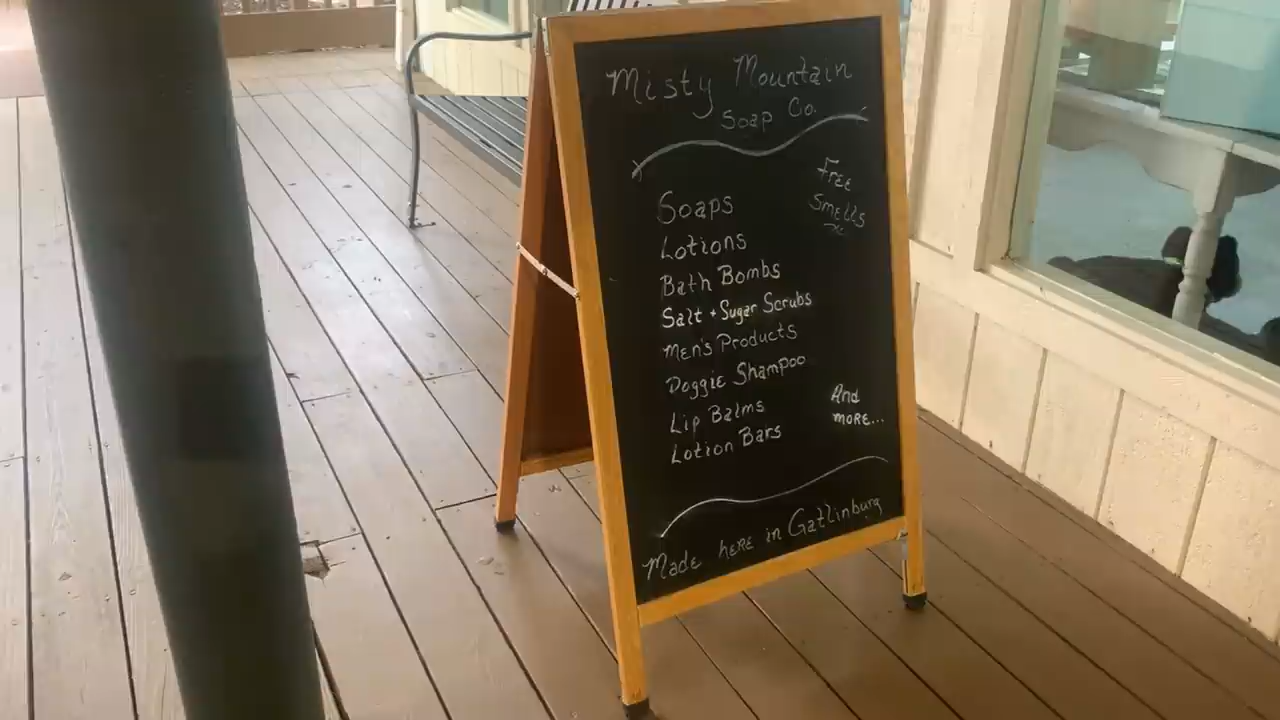 Misty Mountain
Soap Co.
Free
Smells
Soaps
Lotions
Bath Bombs
Salt + Sugar Scrubs
Men's Products
Doggie Shampoo
Lip Balms
Lotion Bars
And
more...
Made here in Gatlinburg